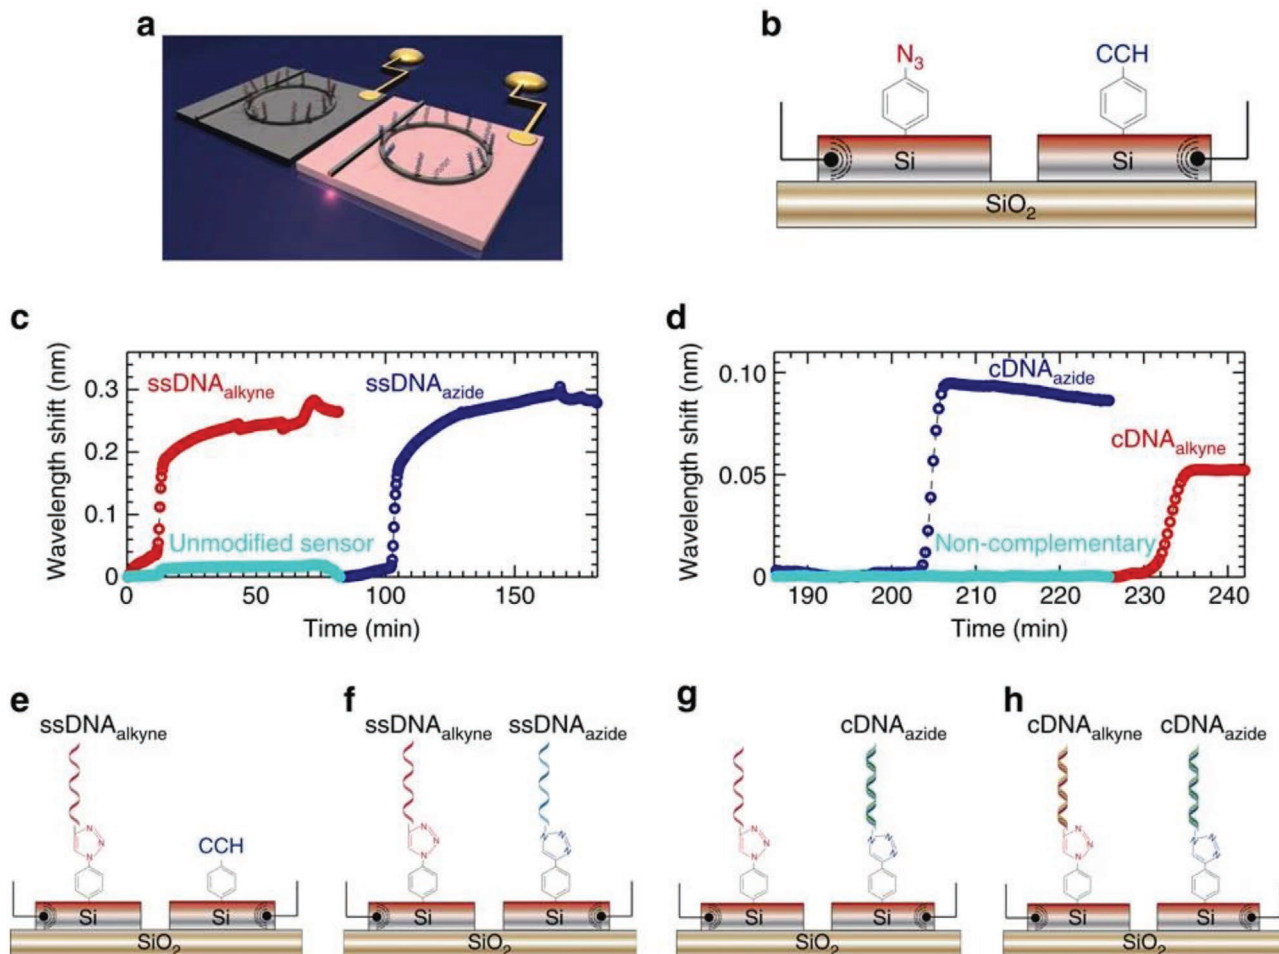 a
b
N₃
CCH
Si
Si
SiO₂
c
Wavelength shift (nm)
0.3
0.2
0.1
0
ssDNAalkyne
ssDNAazide
Unmodified sensor
0
50
100
150
Time (min)
d
Wavelength shift (nm)
0.10
0.05
0
cDNAazide
cDNAalkyne
Non-complementary
190
200
210
220
230
240
Time (min)
e
ssDNAalkyne
N
N
N
CCH
Si
Si
SiO₂
f
ssDNAalkyne
ssDNAazide
N
N
N
N
N
N
Si
Si
SiO₂
g
cDNAazide
N
N
N
N
N
N
Si
Si
SiO₂
h
cDNAalkyne
cDNAazide
N
N
N
N
N
N
Si
Si
SiO₂